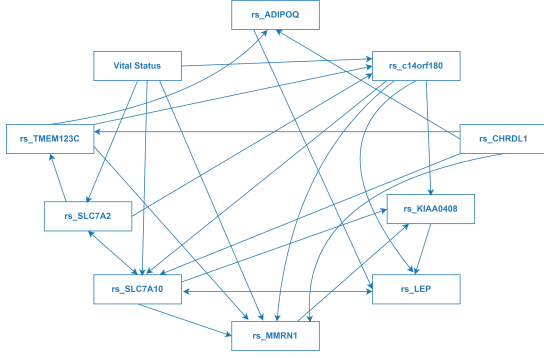 rs_ADIPOQ
Vital Status
rs_c14orf180
rs_TMEM123C
rs_CHRDL1
rs_SLC7A2
rs_KIAA0408
rs_SLC7A10
rs_LEP
rs_MMRN1